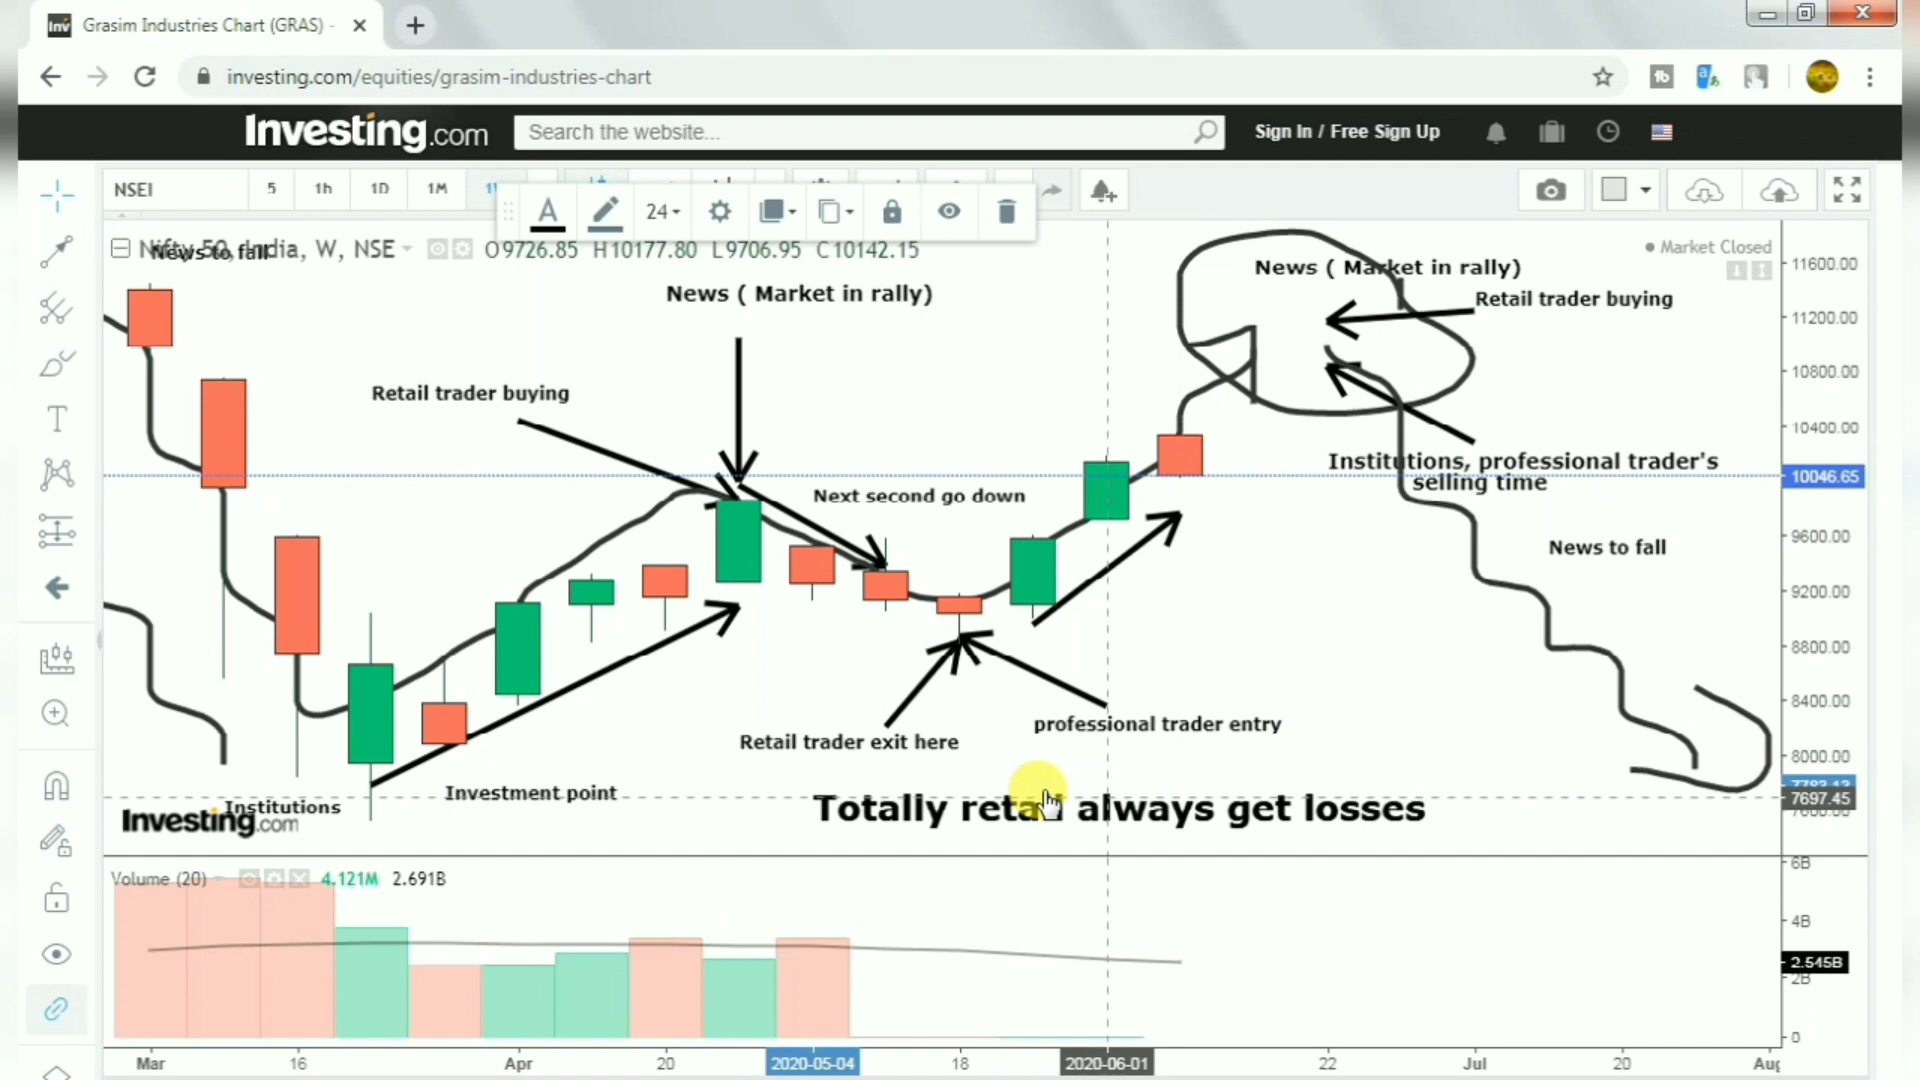 Grasim Industries Chart (GRAS) -
investing.com/equities/grasim-industries-chart
Investing.com
Search the website...
Sign In / Free Sign Up
NSEI
5
1h
1D
1M
24
Nifty 50, India, W, NSE
News to fall
O9726.85 H10177.80 L9706.95 C10142.15
Market Closed
News ( Market in rally)
News ( Market in rally)
Retail trader buying
Retail trader buying
Institutions, professional trader's
selling time
Next second go down
News to fall
professional trader entry
Retail trader exit here
Investment point
Institutions
Totally retail always get losses
Investing.com
11600.00
11200.00
10800.00
10400.00
10046.65
9600.00
9200.00
8800.00
8400.00
8000.00
7697.45
Volume (20)
4.121M
2.691B
6B
4B
2.545B
2B
0
Mar
16
Apr
20
2020-05-04
18
2020-06-01
22
Jul
20